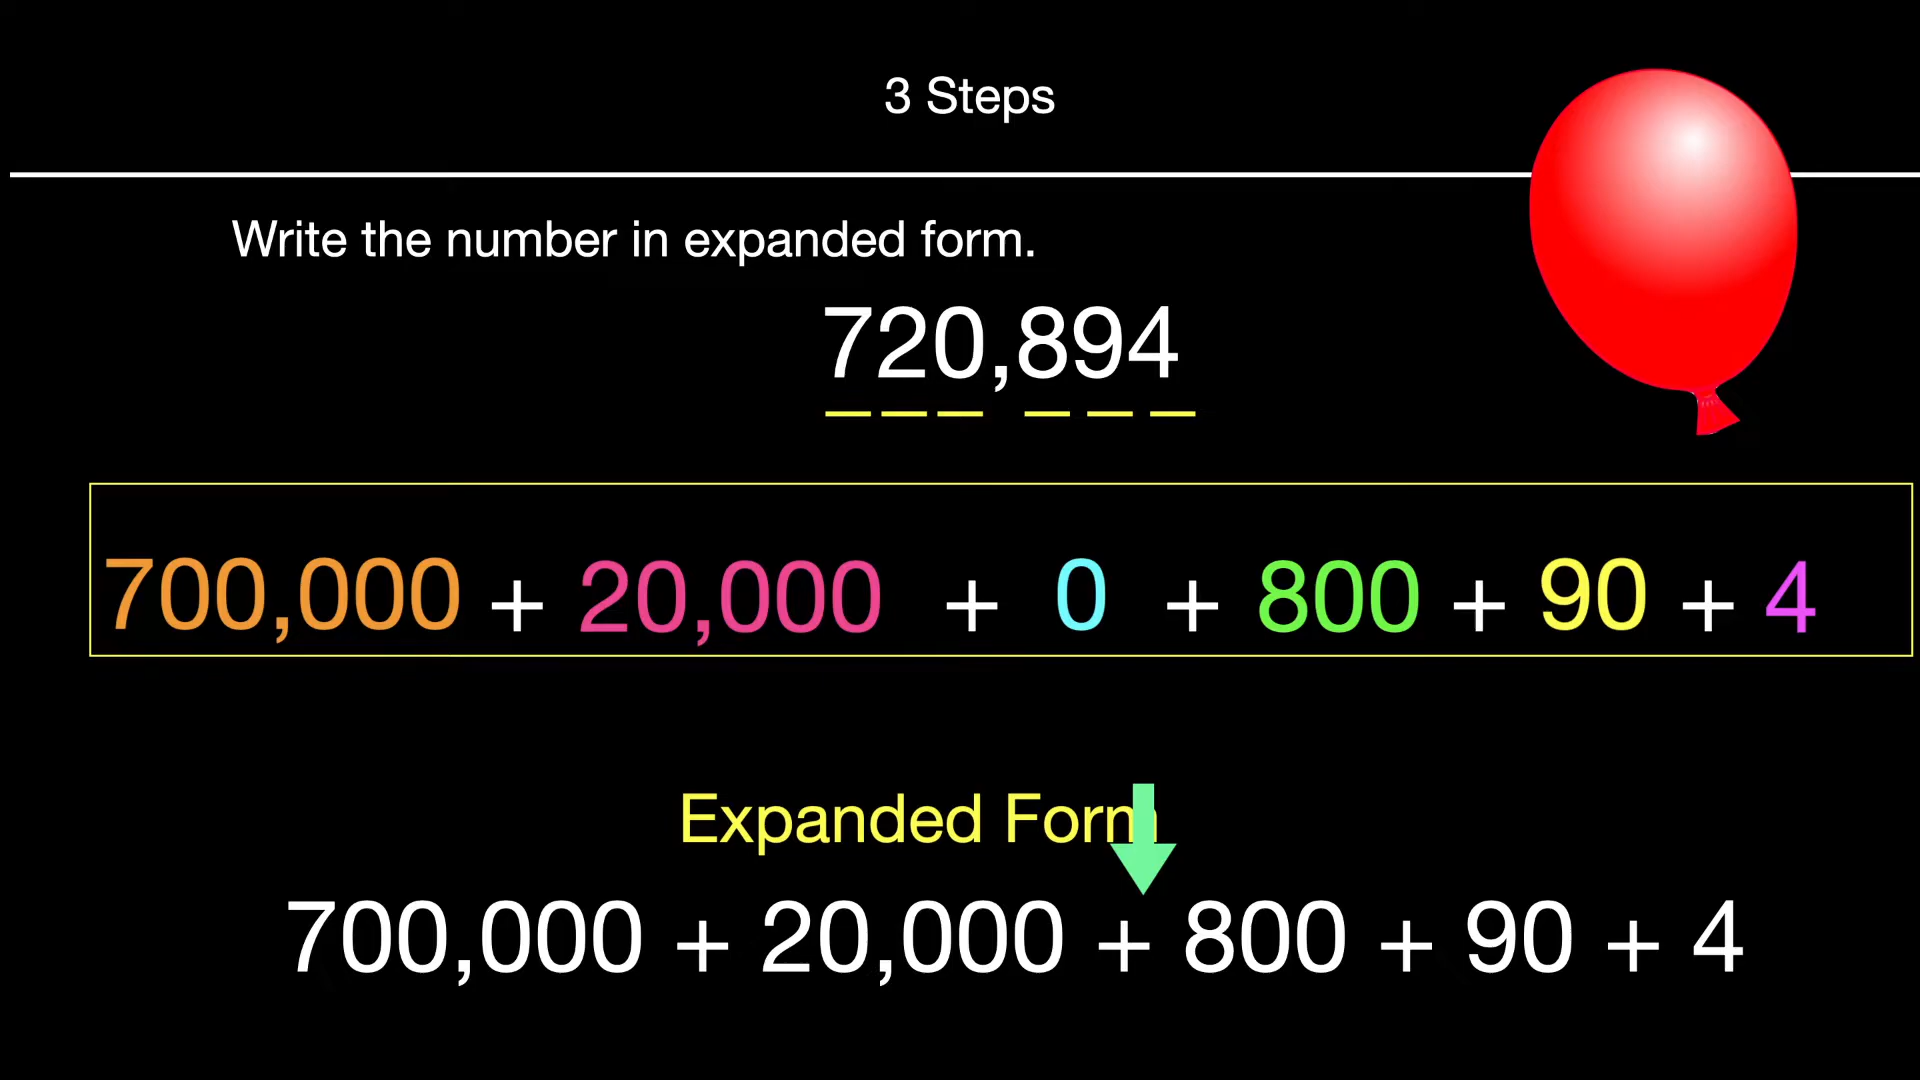 3 Steps
Write the number in expanded form.
720,894
700,000 + 20,000 + 0 + 800 + 90 + 4
Expanded Form
700,000 + 20,000 + 800 + 90 + 4